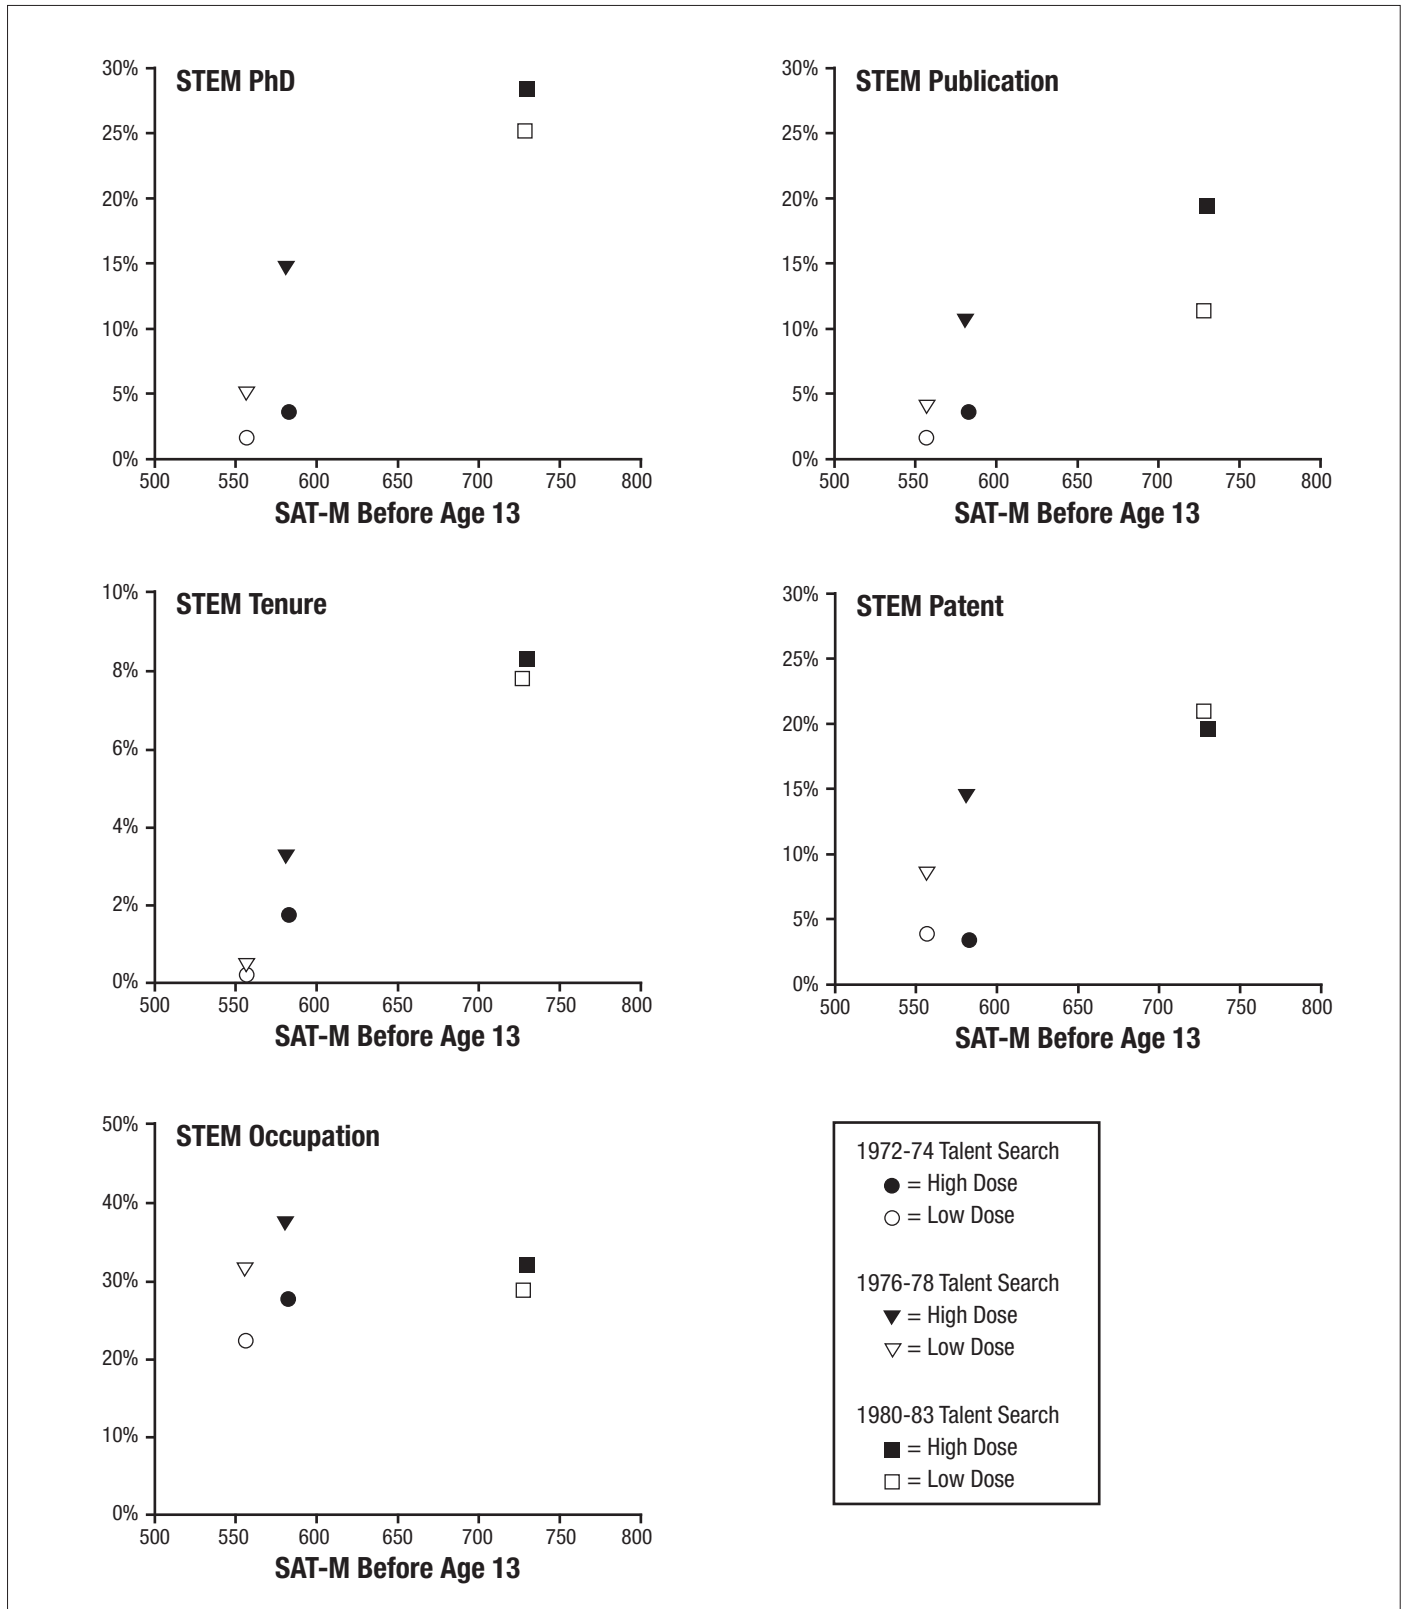 STEM PhD
30%
25%
20%
15%
10%
5%
0%
500 550 600 650 700 750 800
SAT-M Before Age 13
STEM Publication
30%
25%
20%
15%
10%
5%
0%
500 550 600 650 700 750 800
SAT-M Before Age 13
STEM Tenure
10%
8%
6%
4%
2%
0%
500 550 600 650 700 750 800
SAT-M Before Age 13
STEM Patent
30%
25%
20%
15%
10%
5%
0%
500 550 600 650 700 750 800
SAT-M Before Age 13
STEM Occupation
50%
40%
30%
20%
10%
0%
500 550 600 650 700 750 800
SAT-M Before Age 13
1972-74 Talent Search
= High Dose
= Low Dose
1976-78 Talent Search
= High Dose
= Low Dose
1980-83 Talent Search
= High Dose
= Low Dose